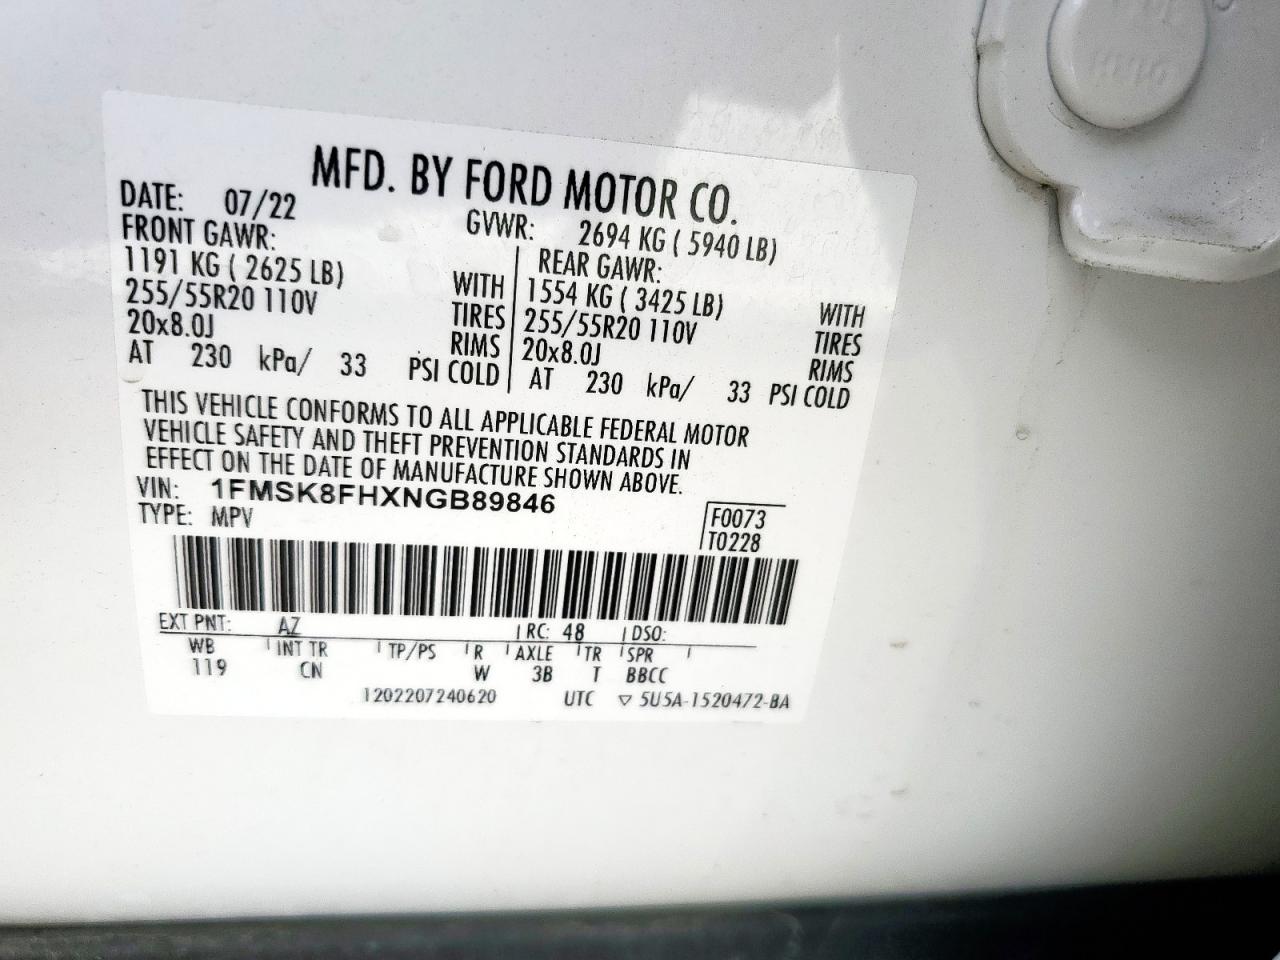 MFD. BY FORD MOTOR CO.
DATE: 07/22 GVWR: 2694 KG ( 5940 LB)
FRONT GAWR: REAR GAWR:
1191 KG ( 2625 LB) WITH 1554 KG ( 3425 LB) WITH
255/55R20 110V TIRES 255/55R20 110V TIRES
20x8.0J RIMS 20x8.0J RIMS
AT 230 kPa/ 33 PSI COLD AT 230 kPa/ 33 PSI COLD
THIS VEHICLE CONFORMS TO ALL APPLICABLE FEDERAL MOTOR
VEHICLE SAFETY AND THEFT PREVENTION STANDARDS IN
EFFECT ON THE DATE OF MANUFACTURE SHOWN ABOVE.
VIN: 1FMSK8FHXNGB89846
TYPE: MPV
F0073
T0228
EXT PNT: AZ RC: 48 DSO:
WB INT TR TP/PS R AXLE TR SPR
119 CN W 3B T BBCC
1202207240620 UTC ▽ 5U5A-1520472-BA